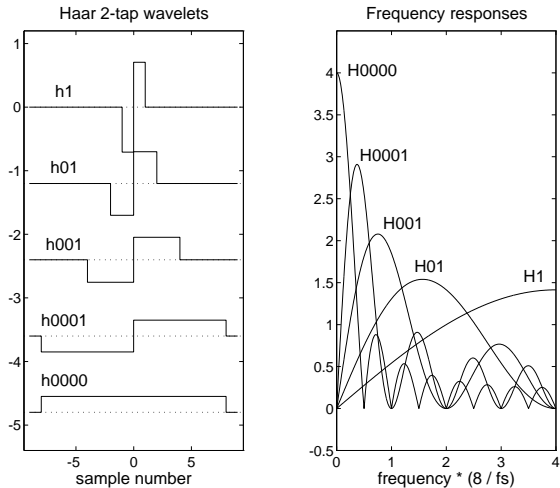 Haar 2-tap wavelets
1
0
-1
-2
-3
-4
-5
h1
h01
h001
h0001
h0000
-5
0
5
sample number
Frequency responses
4
3.5
3
2.5
2
1.5
1
0.5
0
-0.5
H0000
H0001
H001
H01
H1
0
1
2
3
4
frequency * (8 / fs)